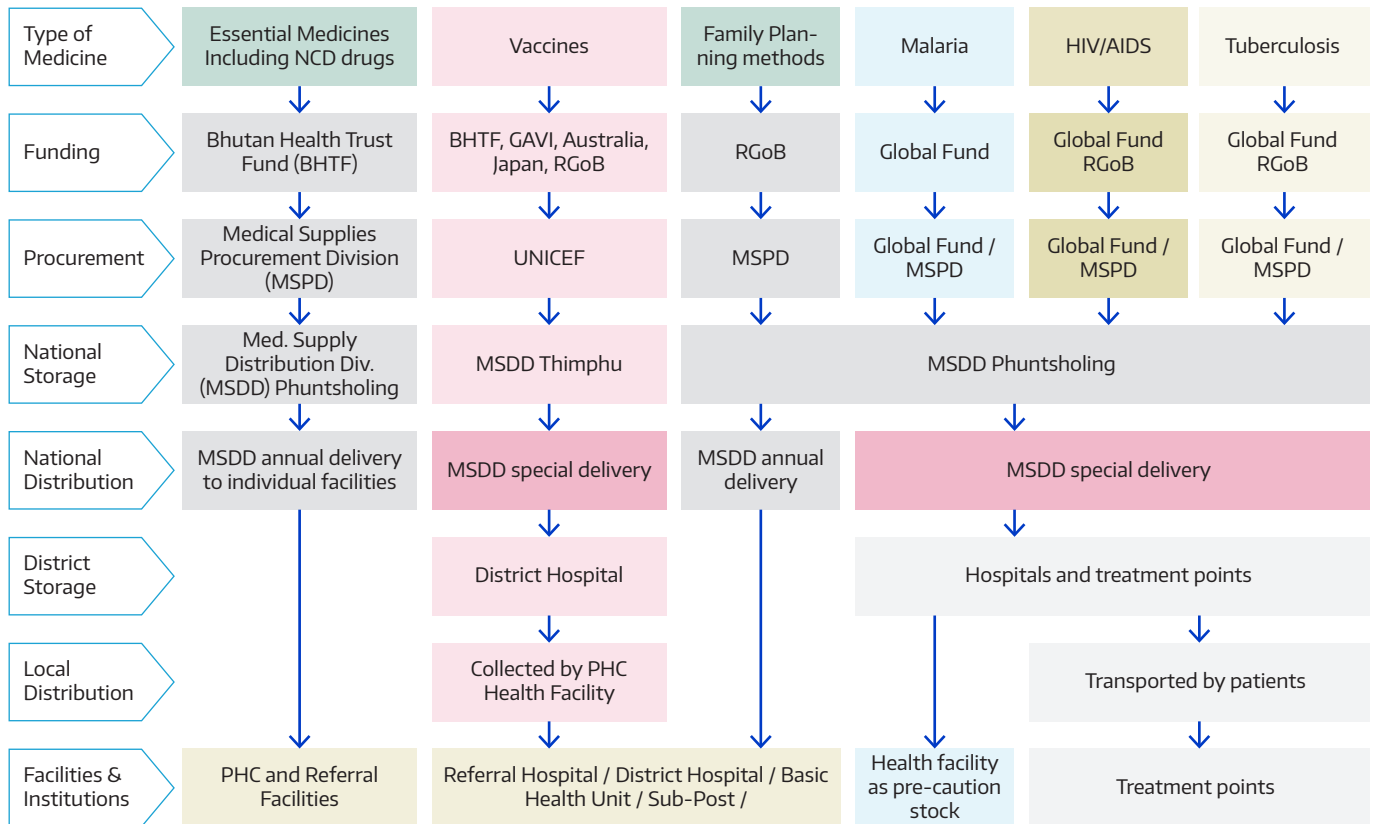 Type of
Medicine
Essential Medicines
Including NCD drugs
Vaccines
Family Plan-
ning methods
Malaria
HIV/AIDS
Tuberculosis
Funding
Bhutan Health Trust
Fund (BHTF)
BHTF, GAVI, Australia,
Japan, RGoB
RGoB
Global Fund
Global Fund
RGoB
Global Fund
RGoB
Procurement
Medical Supplies
Procurement Division
(MSPD)
UNICEF
MSPD
Global Fund /
MSPD
Global Fund /
MSPD
Global Fund /
MSPD
National
Storage
Med. Supply
Distribution Div.
(MSDD) Phuntsholing
MSDD Thimphu
MSDD Phuntsholing
National
Distribution
MSDD annual delivery
to individual facilities
MSDD special delivery
MSDD annual
delivery
MSDD special delivery
District
Storage
District Hospital
Hospitals and treatment points
Local
Distribution
Collected by PHC
Health Facility
Transported by patients
Facilities &
Institutions
PHC and Referral
Facilities
Referral Hospital / District Hospital / Basic
Health Unit / Sub-Post /
Health facility
as pre-caution
stock
Treatment points